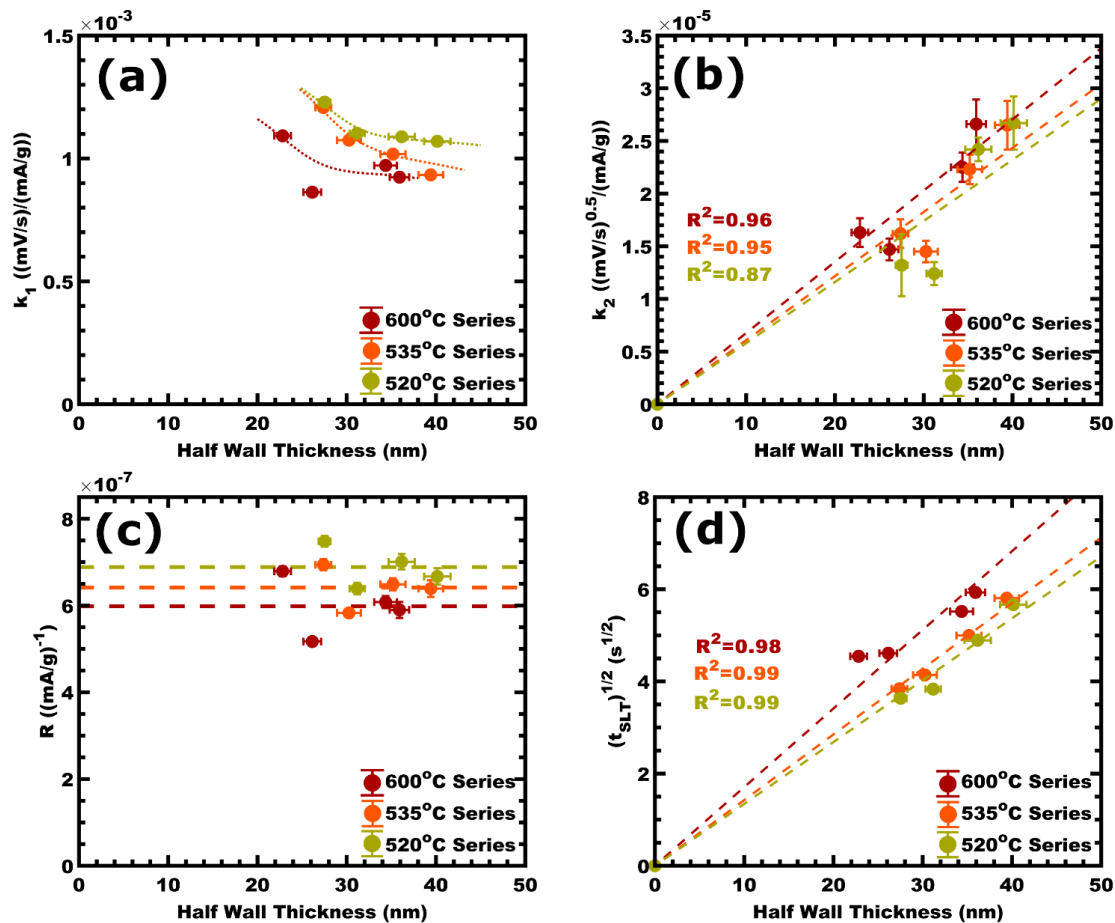 ×10⁻³
1.5
1
0.5
0
(a)
k₁ ((mV/s)/(mA/g))
600°C Series
535°C Series
520°C Series
0 10 20 30 40 50
Half Wall Thickness (nm)
×10⁻⁵
3.5
3
2.5
2
1.5
1
0.5
0
(b)
k₂ ((mV/s)⁰·⁵/(mA/g))
R²=0.96
R²=0.95
R²=0.87
600°C Series
535°C Series
520°C Series
0 10 20 30 40 50
Half Wall Thickness (nm)
×10⁻⁷
8
6
4
2
0
(c)
R ((mA/g)⁻¹)
600°C Series
535°C Series
520°C Series
0 10 20 30 40 50
Half Wall Thickness (nm)
8
6
4
2
0
(d)
(t_SLT)^1/2 (s^1/2)
R²=0.98
R²=0.99
R²=0.99
600°C Series
535°C Series
520°C Series
0 10 20 30 40 50
Half Wall Thickness (nm)